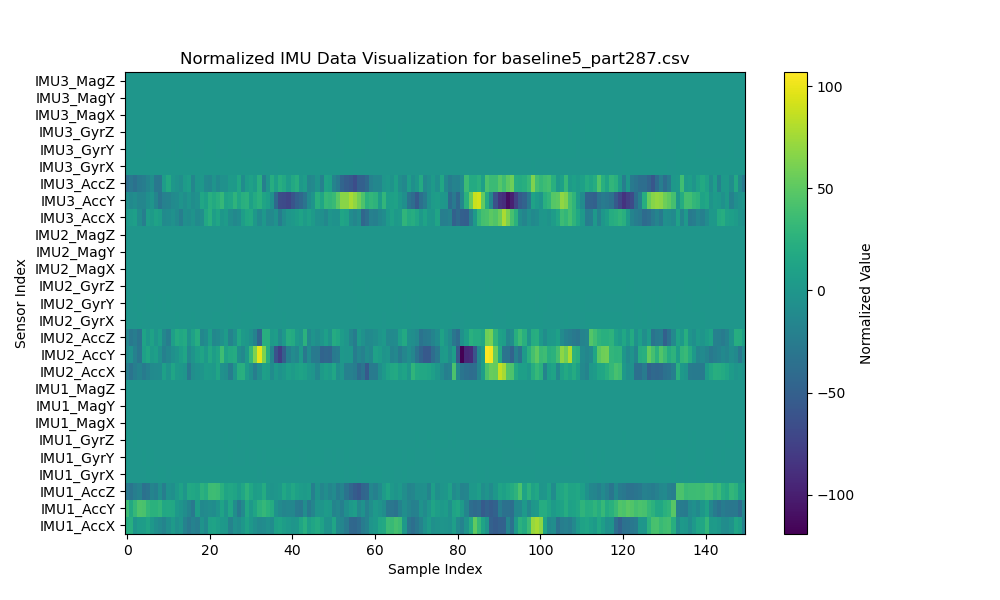 Normalized IMU Data Visualization for baseline5_part287.csv
IMU3_MagZ
IMU3_MagY
IMU3_MagX
IMU3_GyrZ
IMU3_GyrY
IMU3_GyrX
IMU3_AccZ
IMU3_AccY
IMU3_AccX
IMU2_MagZ
IMU2_MagY
IMU2_MagX
IMU2_GyrZ
IMU2_GyrY
IMU2_GyrX
IMU2_AccZ
IMU2_AccY
IMU2_AccX
IMU1_MagZ
IMU1_MagY
IMU1_MagX
IMU1_GyrZ
IMU1_GyrY
IMU1_GyrX
IMU1_AccZ
IMU1_AccY
IMU1_AccX
Sensor Index
0 20 40 60 80 100 120 140
Sample Index
100
50
0
−50
−100
Normalized Value